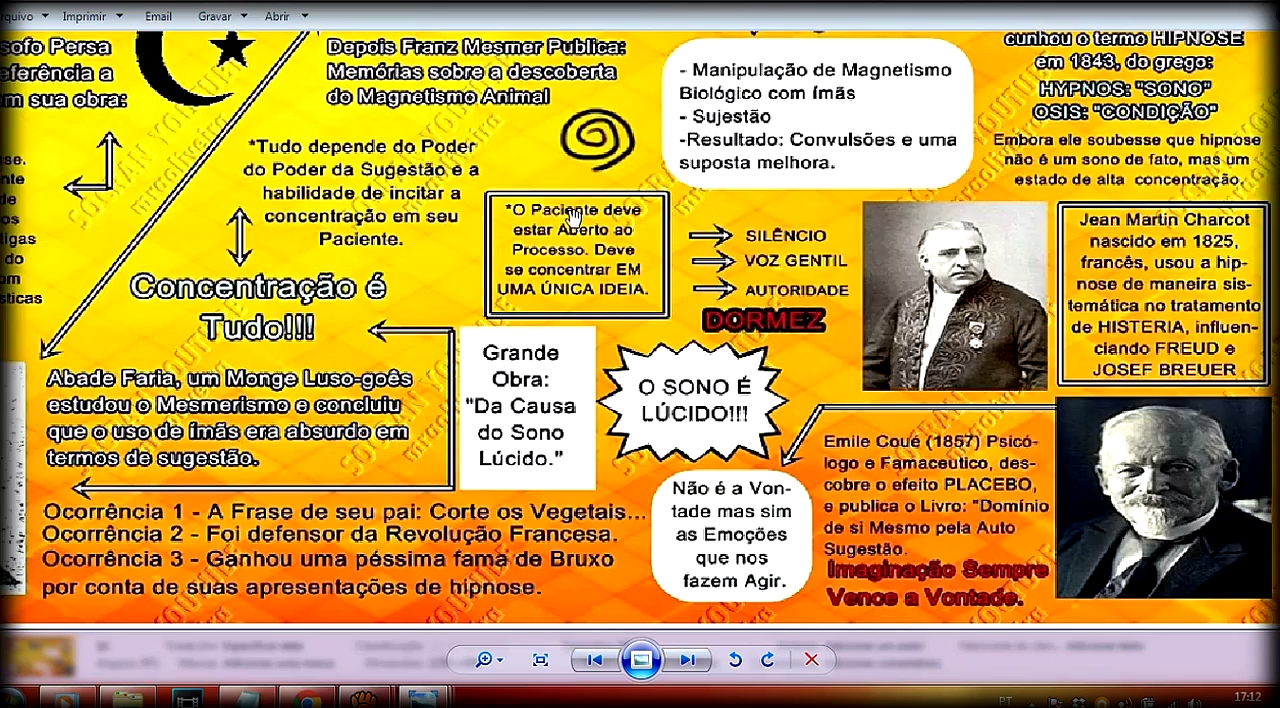 rquivo Imprimir Email Gravar Abrir
sofo Persa
eferência a
m sua obra:
se.
nte
de
os
tigas
do
om
sticas
Depois Franz Mesmer Publica:
Memórias sobre a descoberta
do Magnetismo Animal
*Tudo depende do Poder
do Poder da Sugestão e a
habilidade de incitar a
concentração em seu
Paciente.
Concentração é
Tudo!!!
- Manipulação de Magnetismo
Biológico com ímãs
- Sujestão
-Resultado: Convulsões e uma
suposta melhora.
cunhou o termo HIPNOSE
em 1843, do grego:
HYPNOS: "SONO"
OSIS: "CONDIÇÃO"
Embora ele soubesse que hipnose
não é um sono de fato, mas um
estado de alta concentração.
*O Paciente deve
estar Aberto ao
Processo. Deve
se concentrar EM
UMA ÚNICA IDEIA.
SILÊNCIO
VOZ GENTIL
AUTORIDADE
DORMEZ
Jean Martin Charcot
nascido em 1825,
francês, usou a hip-
nose de maneira sis-
temática no tratamento
de HISTERIA, influen-
ciando FREUD e
JOSEF BREUER
Abade Faria, um Monge Luso-goês
estudou o Mesmerismo e concluiu
que o uso de ímãs era absurdo em
termos de sugestão.
Grande
Obra:
"Da Causa
do Sono
Lúcido."
O SONO É
LÚCIDO!!!
Ocorrência 1 - A Frase de seu pai: Corte os Vegetais...
Ocorrência 2 - Foi defensor da Revolução Francesa.
Ocorrência 3 - Ganhou uma péssima fama de Bruxo
por conta de suas apresentações de hipnose.
Não é a Von-
tade mas sim
as Emoções
que nos
fazem Agir.
Emile Coué (1857) Psicó-
logo e Famaceutico, des-
cobre o efeito PLACEBO,
e publica o Livro: "Domínio
de si Mesmo pela Auto
Sugestão.
Imaginação Sempre
Vence a Vontade.
PT
17:12